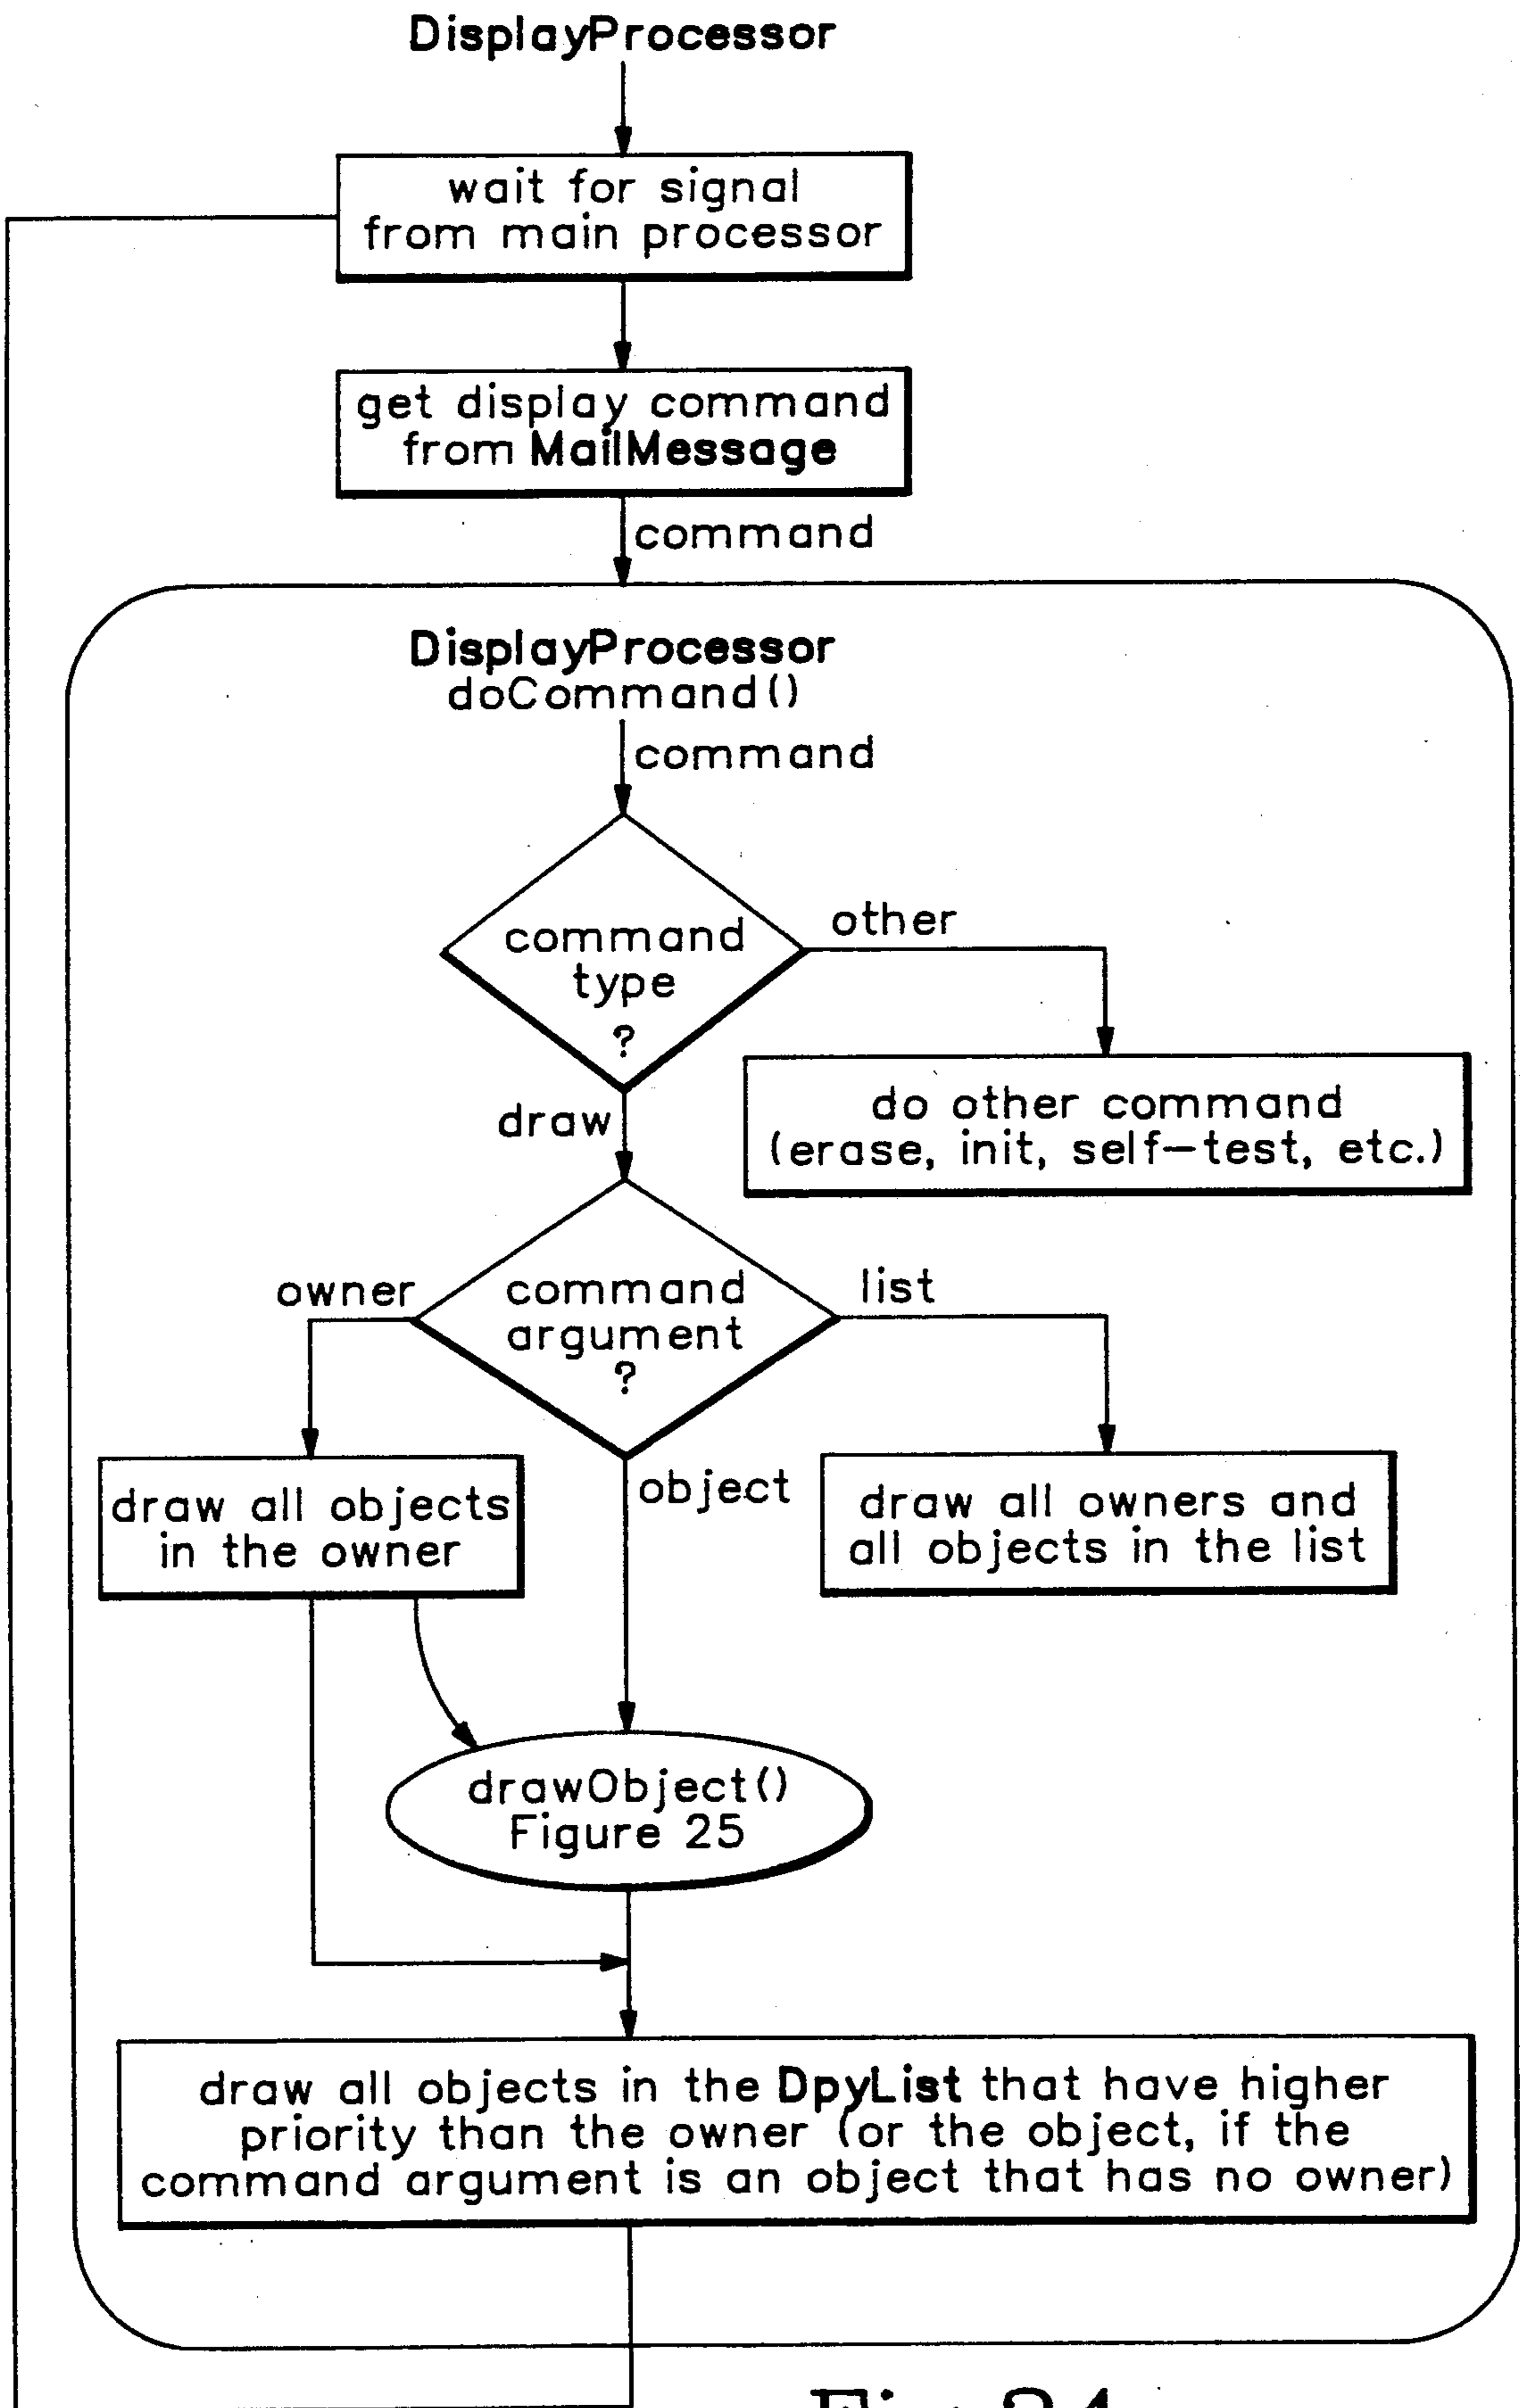 DisplayProcessor
wait for signal
from main processor
get display command
from MailMessage
command
DisplayProcessor
doCommand()
command
command
type
?
other
do other command
(erase, init, self-test, etc.)
draw
owner
command
argument
?
list
draw all objects
in the owner
object
draw all owners and
all objects in the list
drawObject()
Figure 25
draw all objects in the DpyList that have higher
priority than the owner (or the object, if the
command argument is an object that has no owner)